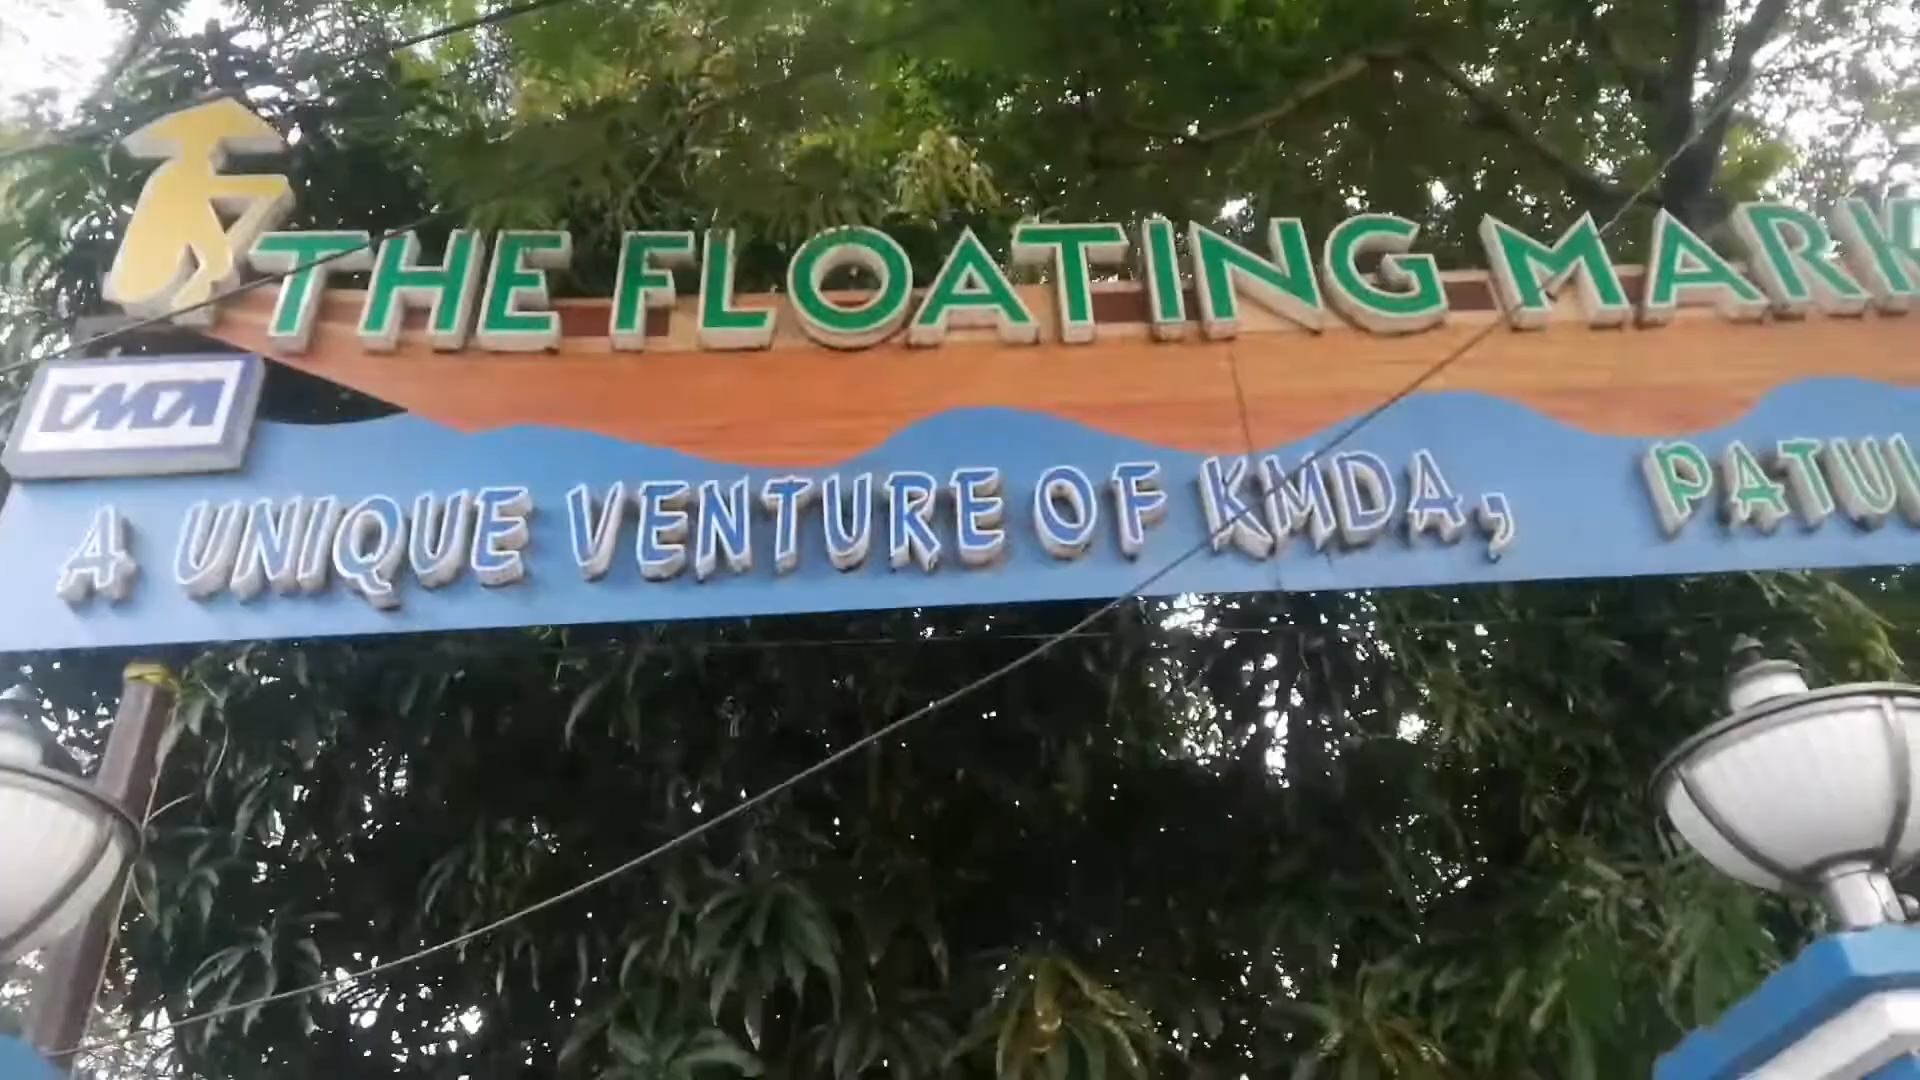 THE FLOATING MARK
A UNIQUE VENTURE OF KMDA, PATUL